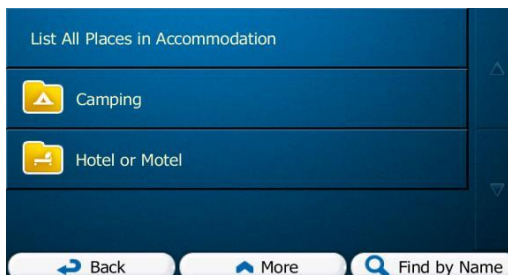 List All Places in Accommodation
Camping
Hotel or Motel
Back
More
Find by Name